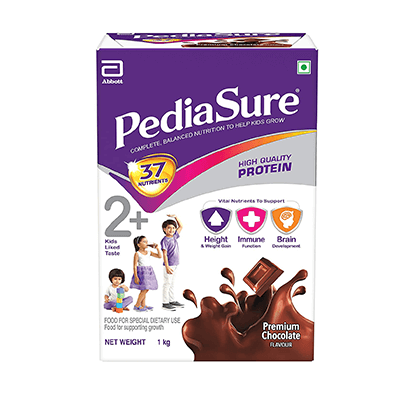 Abbott
PediaSure®
COMPLETE, BALANCED NUTRITION TO HELP KIDS GROW
37
NUTRIENTS
HIGH QUALITY
PROTEIN
2+
Kids
Liked
Taste
Vital Nutrients To Support
Height
& Weight Gain
Immune
Function
Brain
Development
FOOD FOR SPECIAL DIETARY USE
Food for supporting growth
NET WEIGHT 1 kg
Premium
Chocolate
FLAVOUR